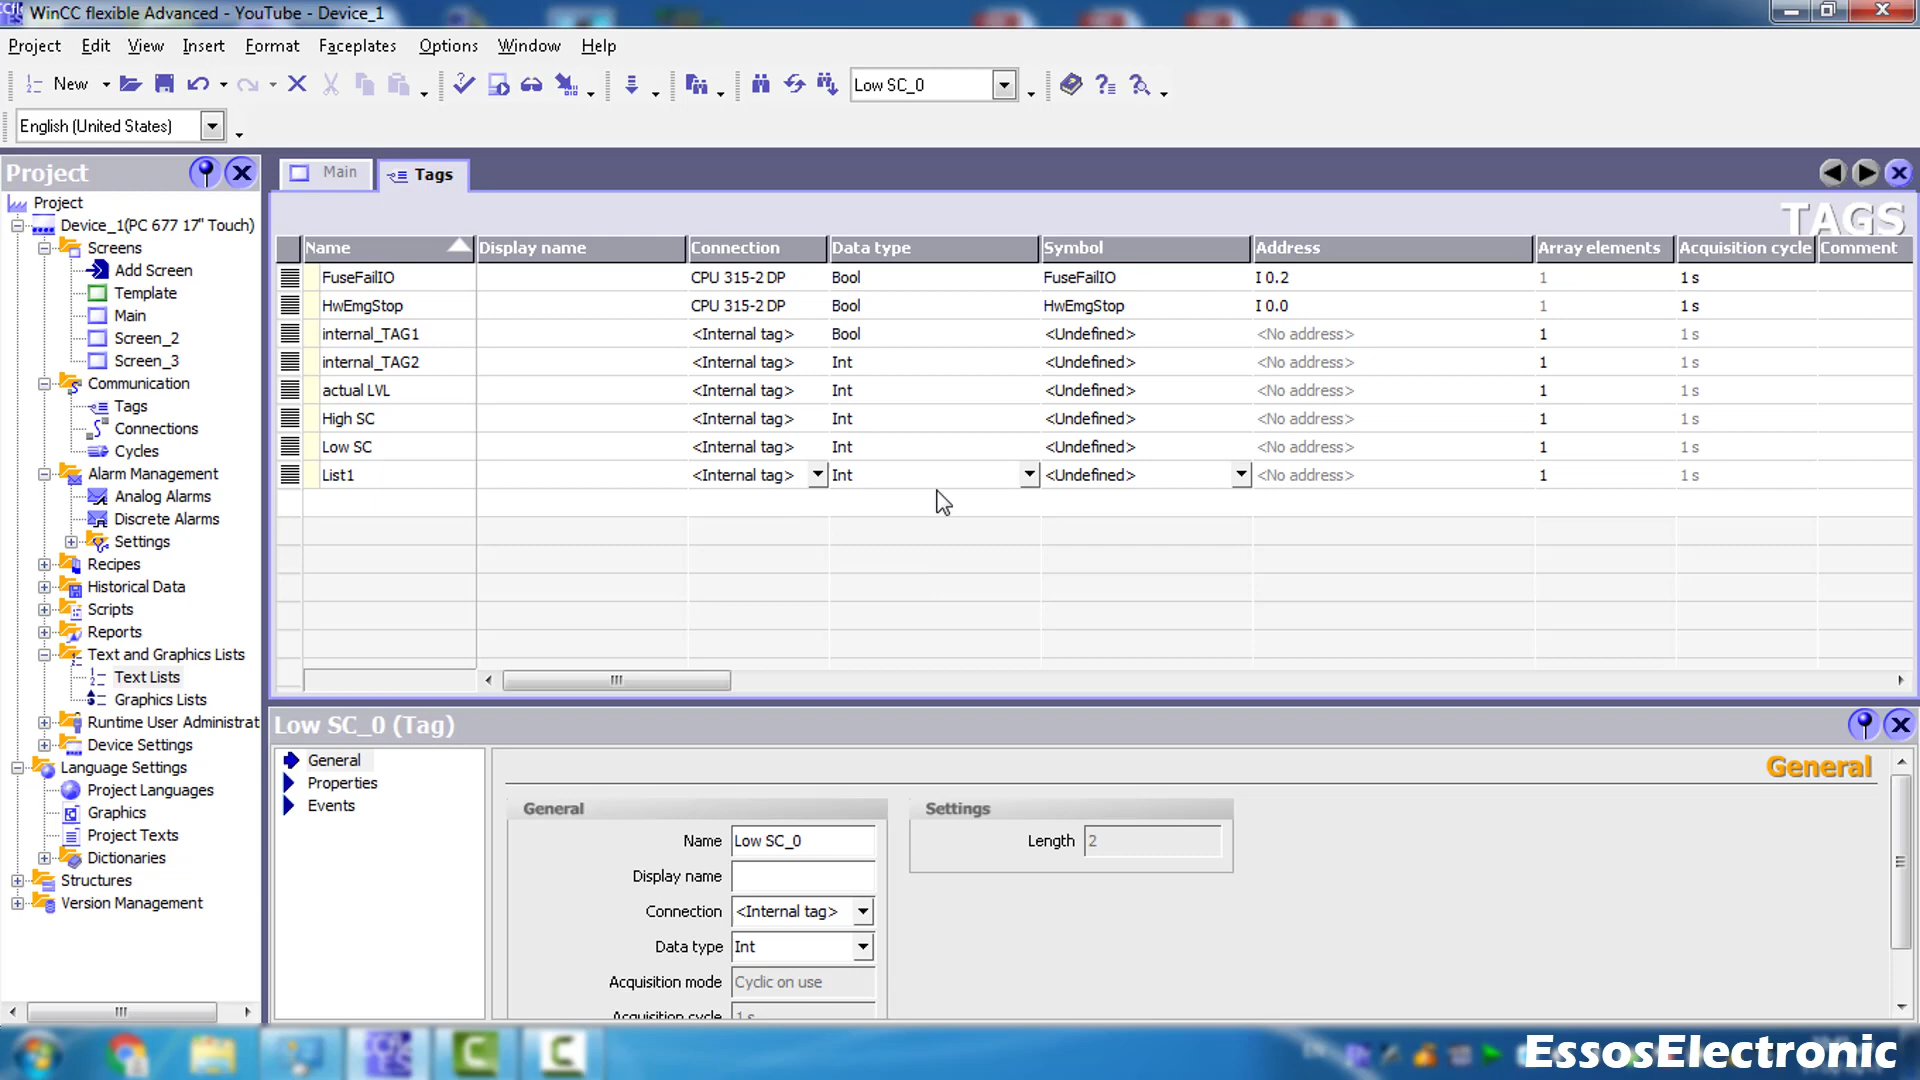 WinCC flexible Advanced - YouTube - Device_1
Project Edit View Insert Format Faceplates Options Window Help
New Low SC_0
English (United States)
Project
Project
Device_1(PC 677 17" Touch)
Screens
Add Screen
Template
Main
Screen_2
Screen_3
Communication
Tags
Connections
Cycles
Alarm Management
Analog Alarms
Discrete Alarms
Settings
Recipes
Historical Data
Scripts
Reports
Text and Graphics Lists
Text Lists
Graphics Lists
Runtime User Administrat
Device Settings
Language Settings
Project Languages
Graphics
Project Texts
Dictionaries
Structures
Version Management
Main Tags
TAGS
Name Display name Connection Data type Symbol Address Array elements Acquisition cycle Comment
FuseFailIO CPU 315-2 DP Bool FuseFailIO I 0.2 1 1 s
HwEmgStop CPU 315-2 DP Bool HwEmgStop I 0.0 1 1 s
internal_TAG1 <Internal tag> Bool <Undefined> <No address> 1 1 s
internal_TAG2 <Internal tag> Int <Undefined> <No address> 1 1 s
actual LVL <Internal tag> Int <Undefined> <No address> 1 1 s
High SC <Internal tag> Int <Undefined> <No address> 1 1 s
Low SC <Internal tag> Int <Undefined> <No address> 1 1 s
List1 <Internal tag> Int <Undefined> <No address> 1 1 s
Low SC_0 (Tag)
General
Properties
Events
General
General
Name Low SC_0
Display name
Connection <Internal tag>
Data type Int
Acquisition mode Cyclic on use
Acquisition cycle 1 s
Settings
Length 2
EssosElectronic